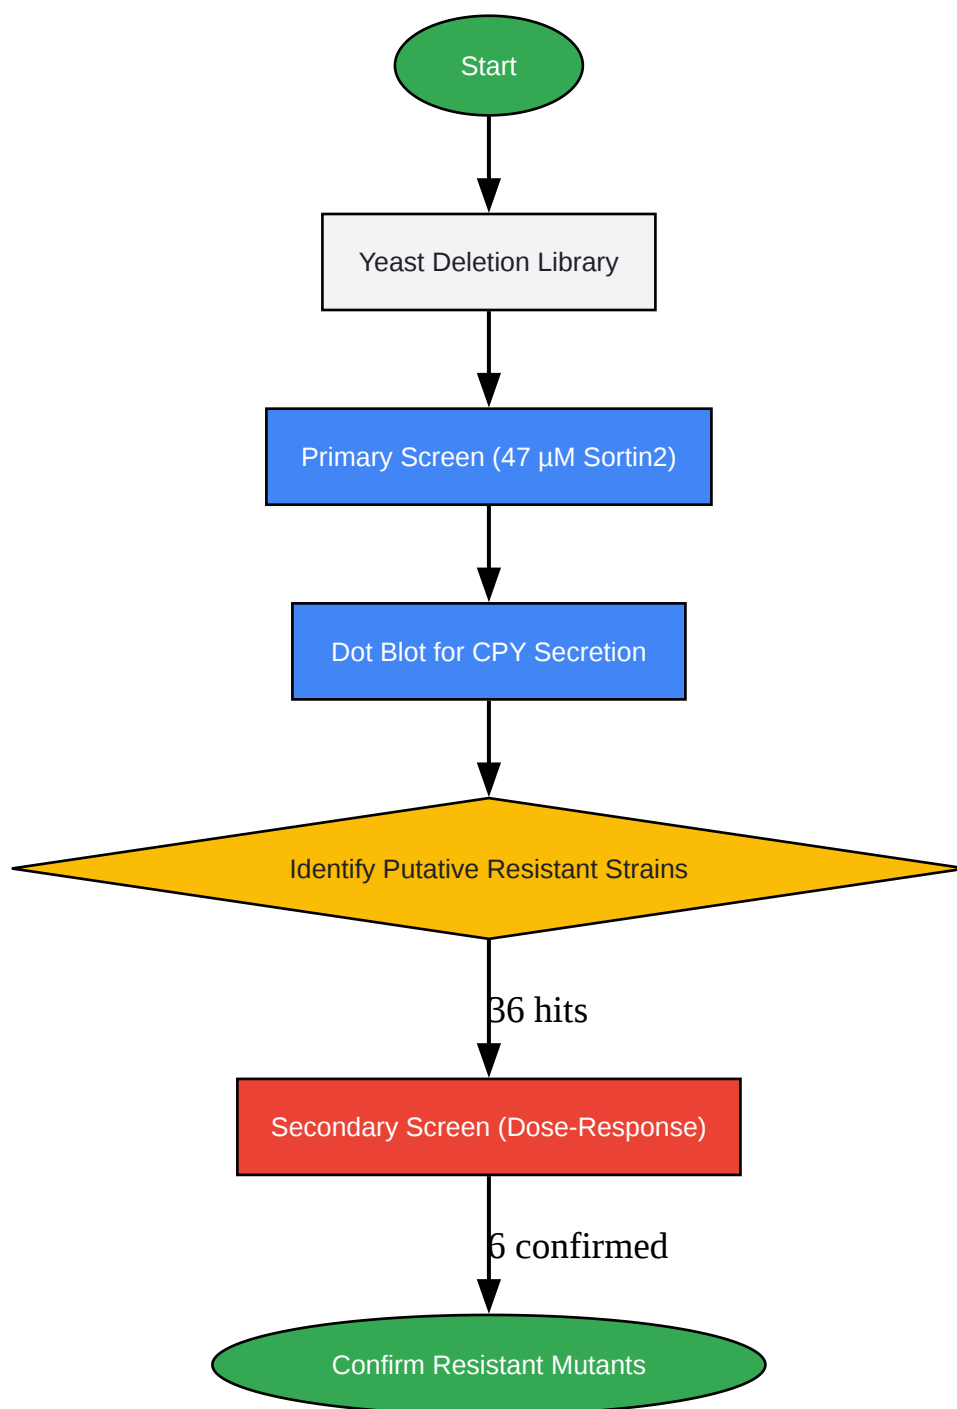 Start
Yeast Deletion Library
Primary Screen (47 µM Sortin2)
Dot Blot for CPY Secretion
Identify Putative Resistant Strains
36 hits
Secondary Screen (Dose-Response)
6 confirmed
Confirm Resistant Mutants